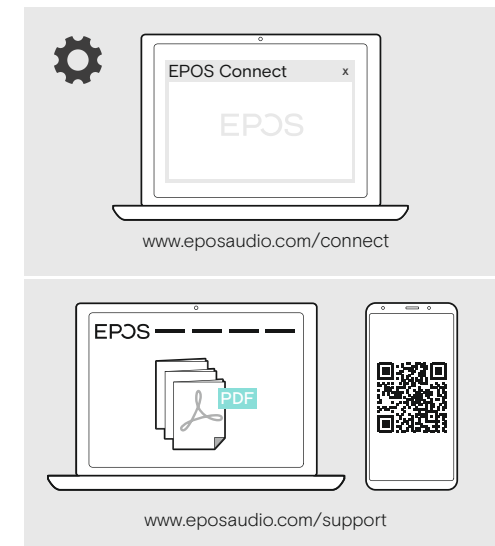 EPOS Connect x
EPOS
www.eposaudio.com/connect
EPOS
PDF
www.eposaudio.com/support